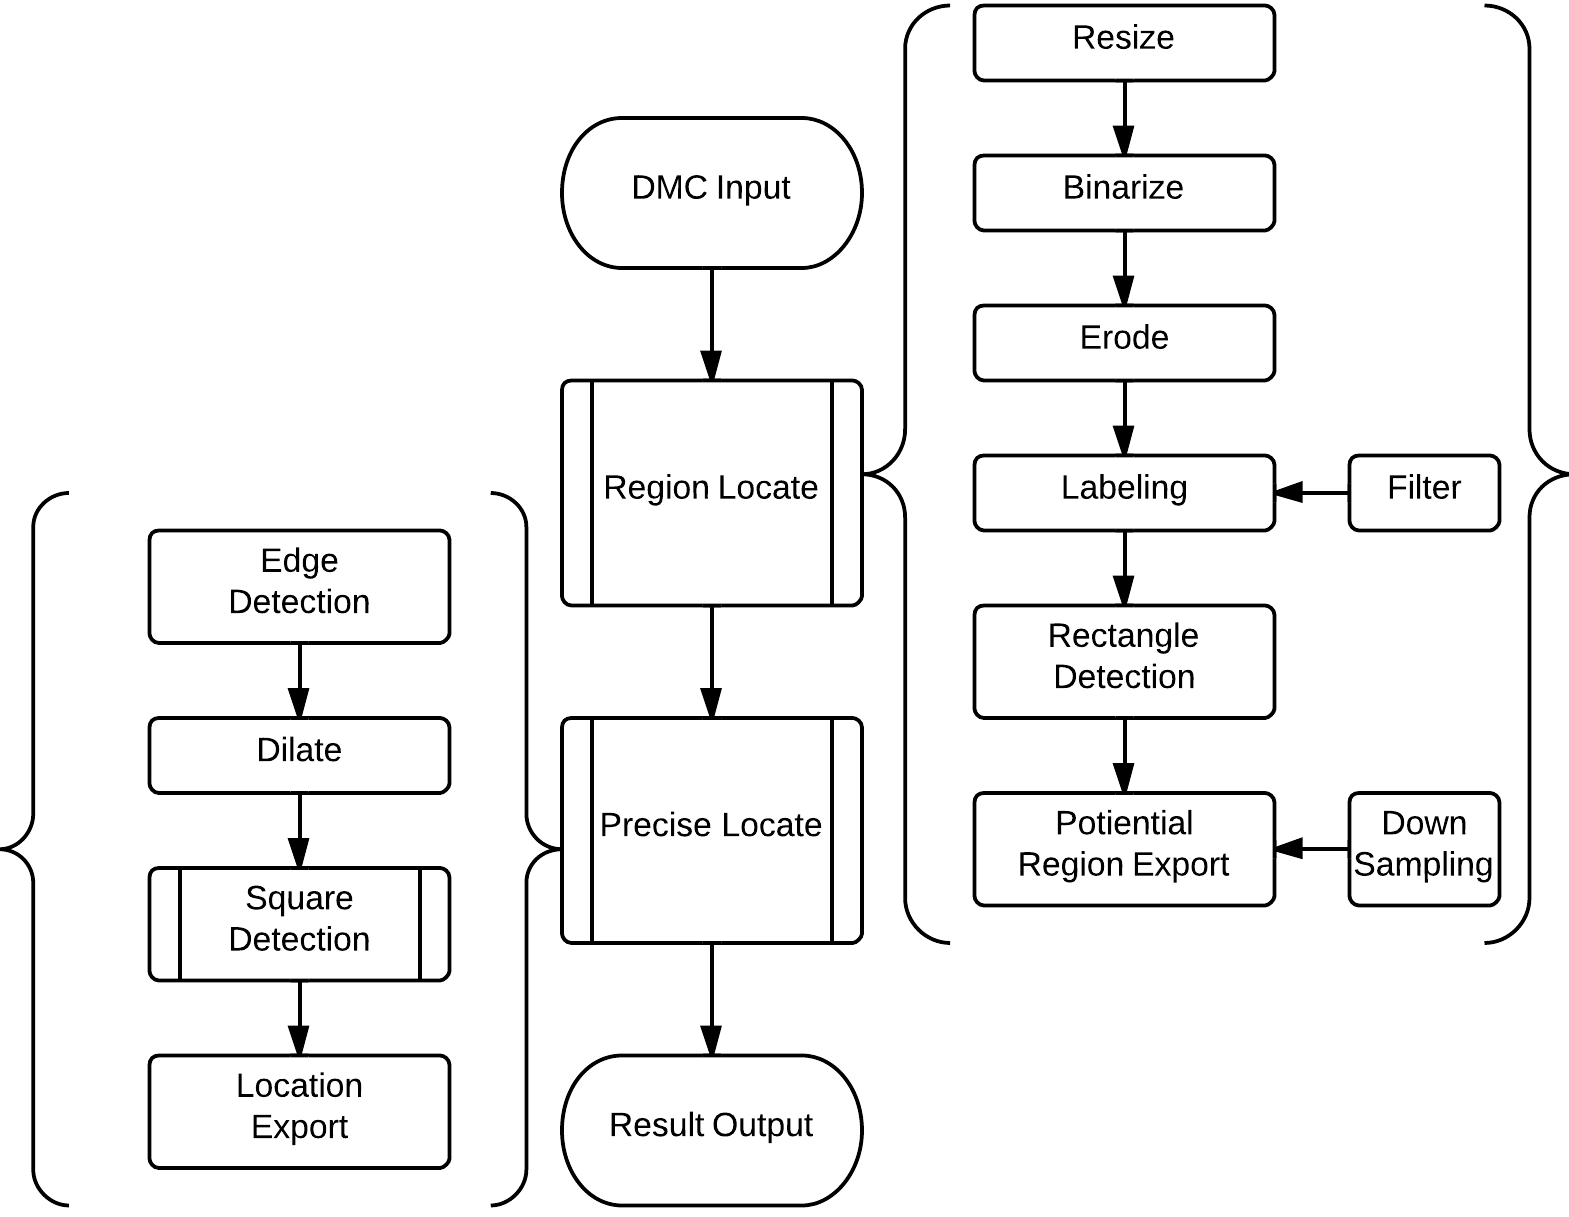 DMC Input
Region Locate
Precise Locate
Result Output
Resize
Binarize
Erode
Labeling
Filter
Rectangle
Detection
Potiential
Region Export
Down
Sampling
Edge
Detection
Dilate
Square
Detection
Location
Export